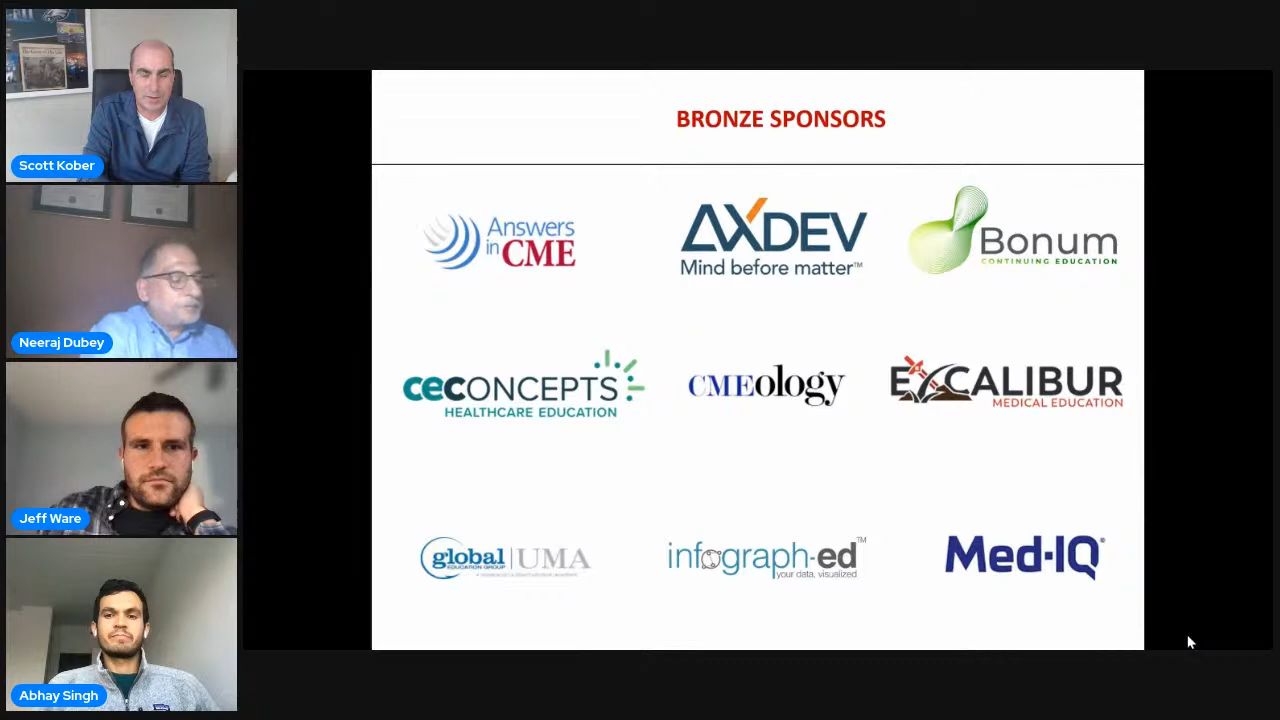 Scott Kober
Neeraj Dubey
Jeff Ware
Abhay Singh
BRONZE SPONSORS
Answers
in CME
AXDEV
Mind before matter™
Bonum
CONTINUING EDUCATION
cecONCEPTS
HEALTHCARE EDUCATION
CMEology
EXCALIBUR
MEDICAL EDUCATION
global
EDUCATION GROUP
UMA
infograph-ed™
your data, visualized
Med-IQ®